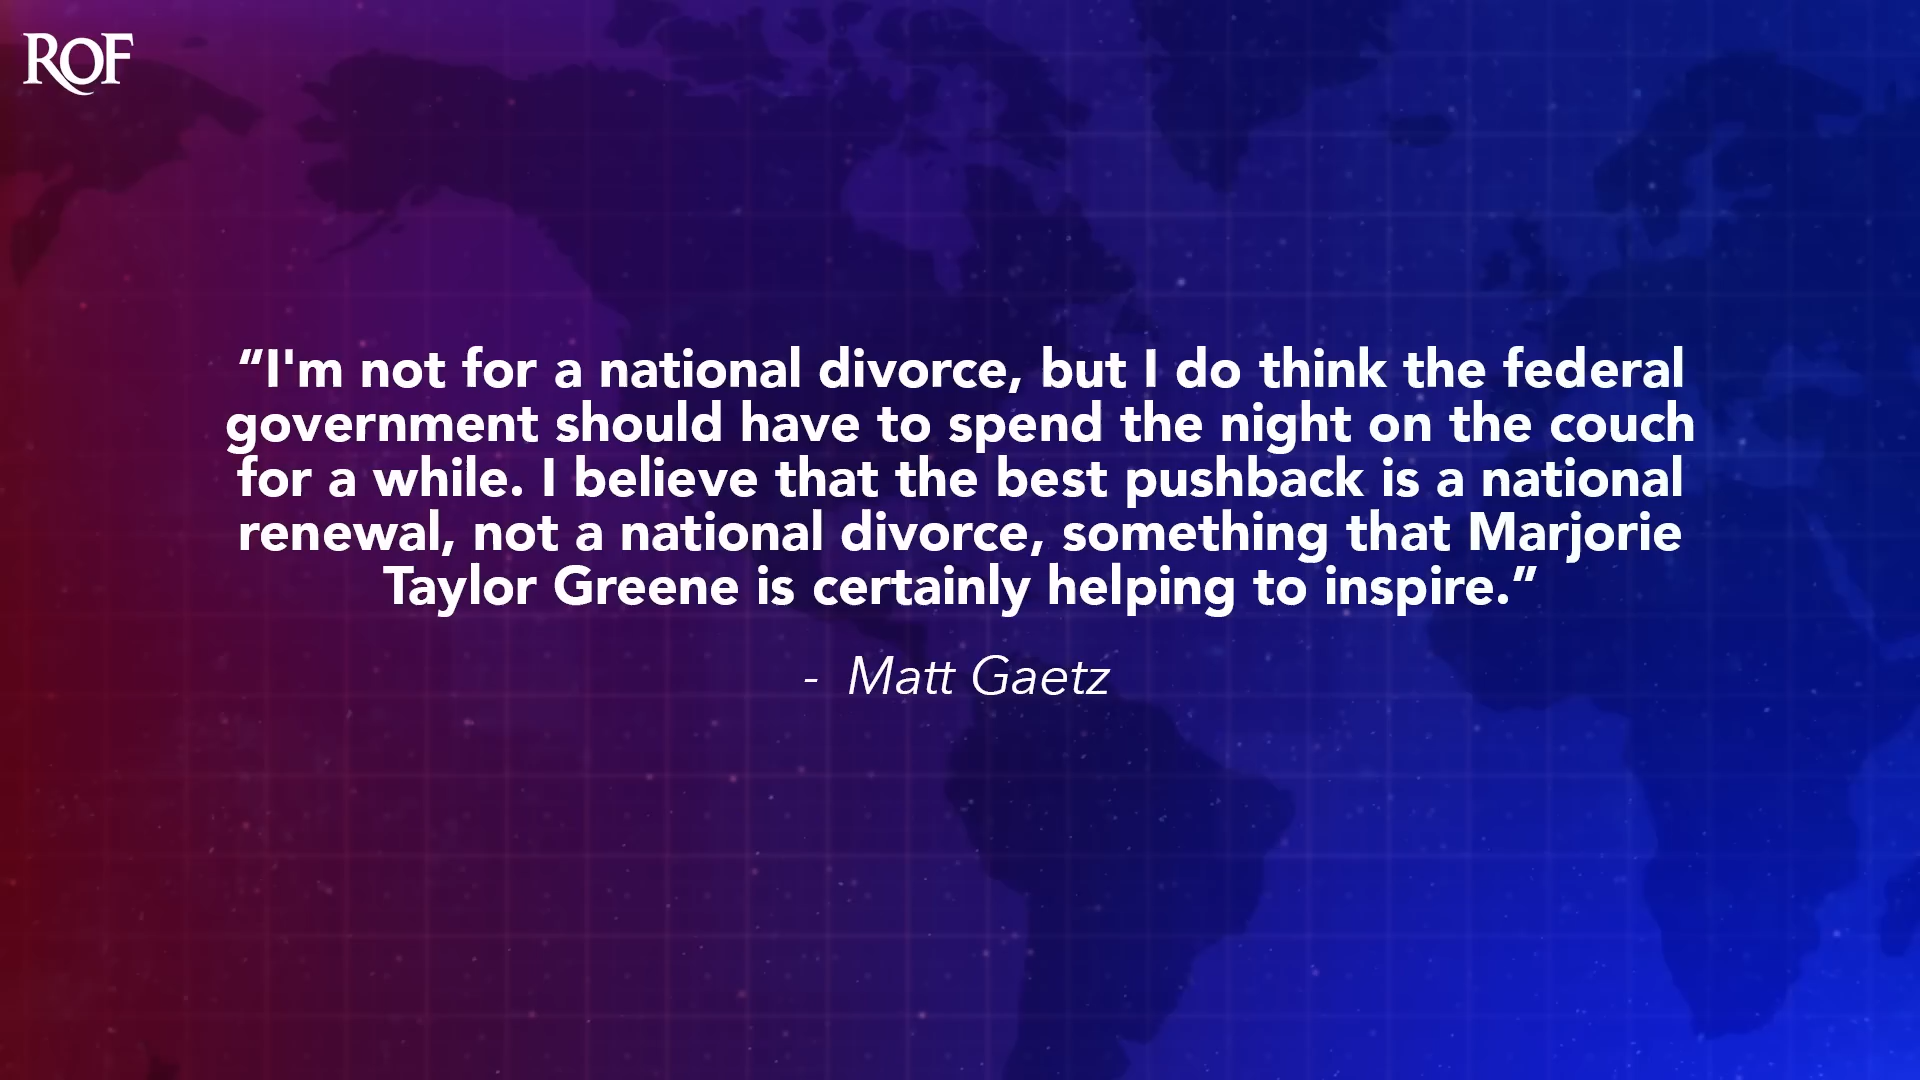 ROF
“I'm not for a national divorce, but I do think the federal
government should have to spend the night on the couch
for a while. I believe that the best pushback is a national
renewal, not a national divorce, something that Marjorie
Taylor Greene is certainly helping to inspire.”
- Matt Gaetz